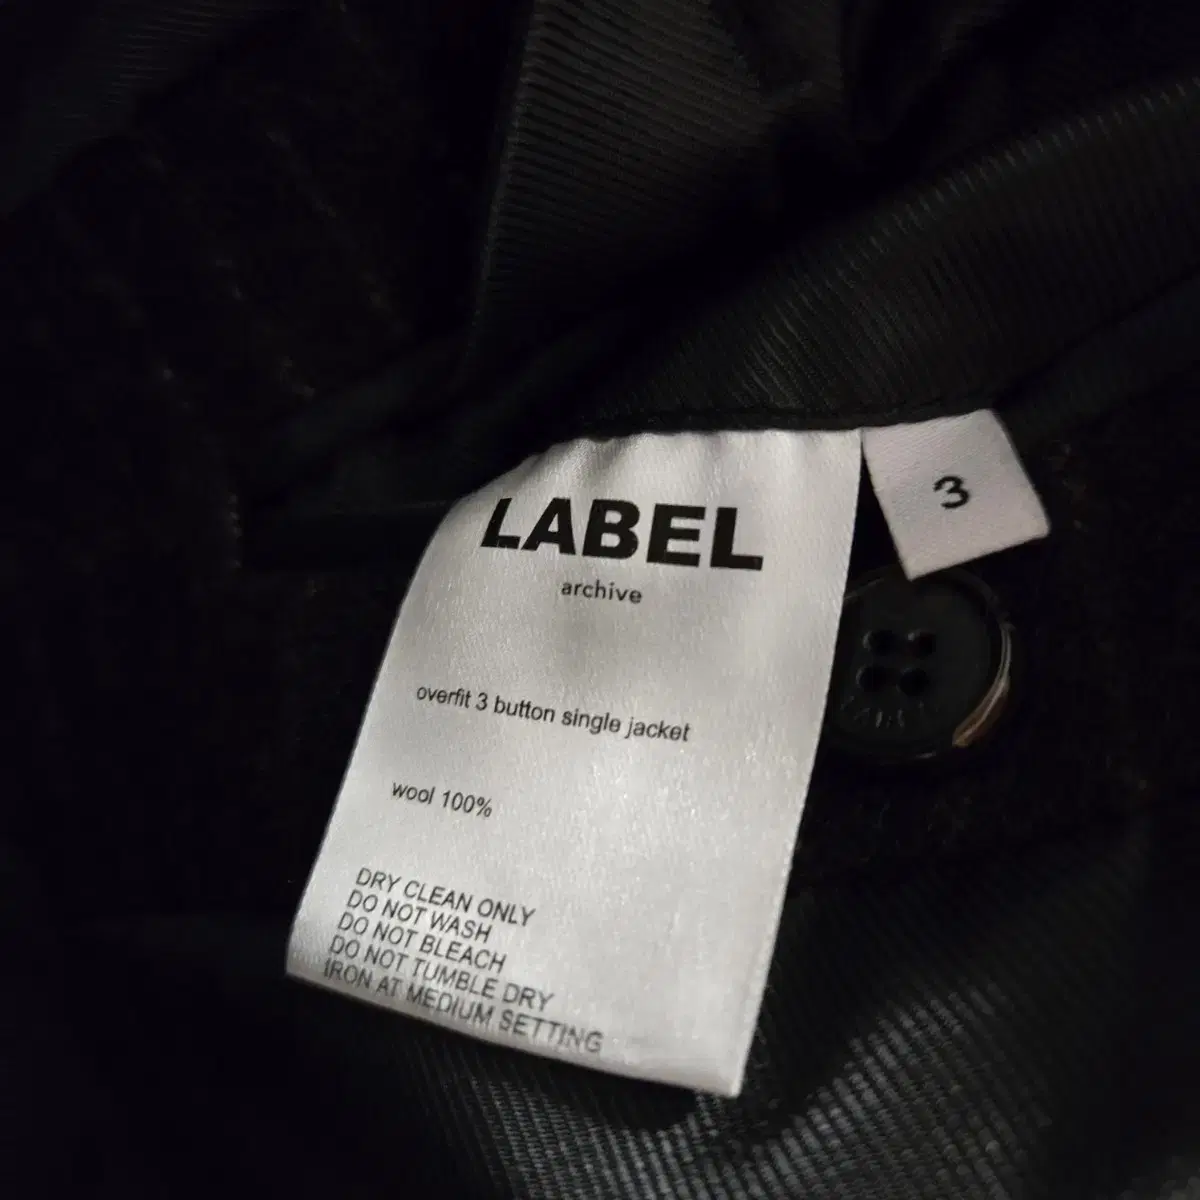 LABEL
archive
3
overfit 3 button single jacket
wool 100%
DRY CLEAN ONLY
DO NOT WASH
DO NOT BLEACH
DO NOT TUMBLE DRY
IRON AT MEDIUM SETTING